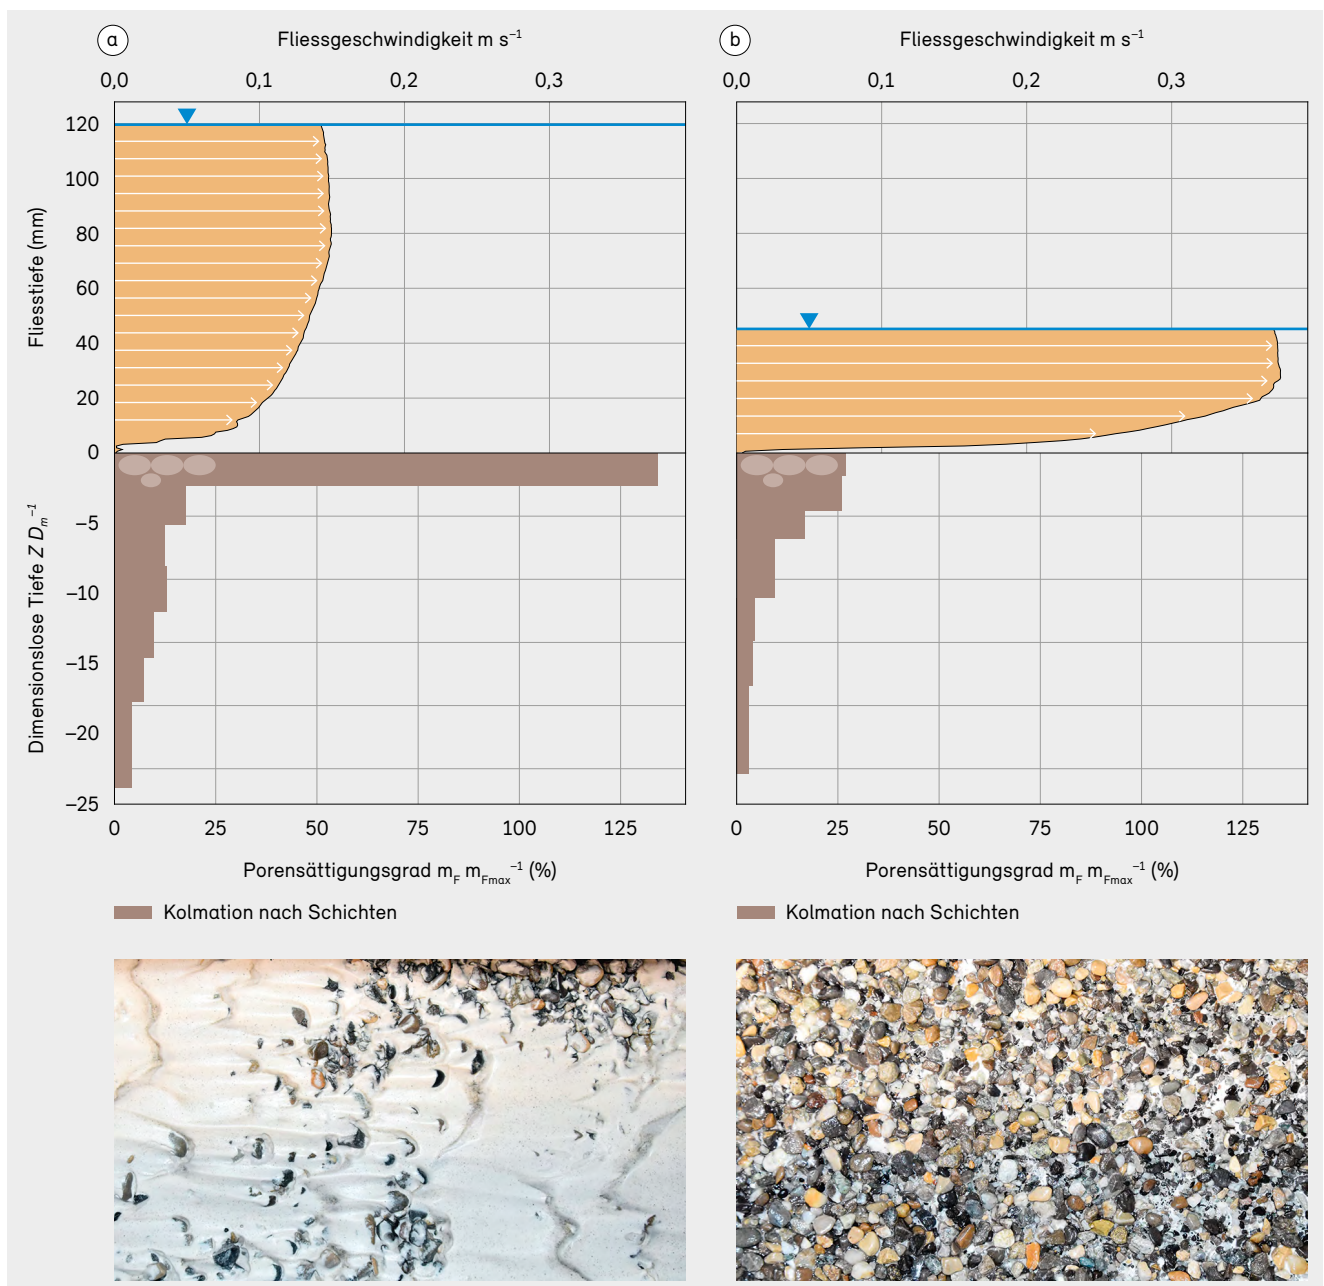 a
Fliessgeschwindigkeit m s⁻¹
0,0 0,1 0,2 0,3
120
100
80
60
40
20
0
Fliesstiefe (mm)
–5
–10
–15
–20
–25
Dimensionslose Tiefe Z Dₘ⁻¹
0 25 50 75 100 125
Porensättigungsgrad m_F m_Fmax⁻¹ (%)
Kolmation nach Schichten
b
Fliessgeschwindigkeit m s⁻¹
0,0 0,1 0,2 0,3
0 25 50 75 100 125
Porensättigungsgrad m_F m_Fmax⁻¹ (%)
Kolmation nach Schichten